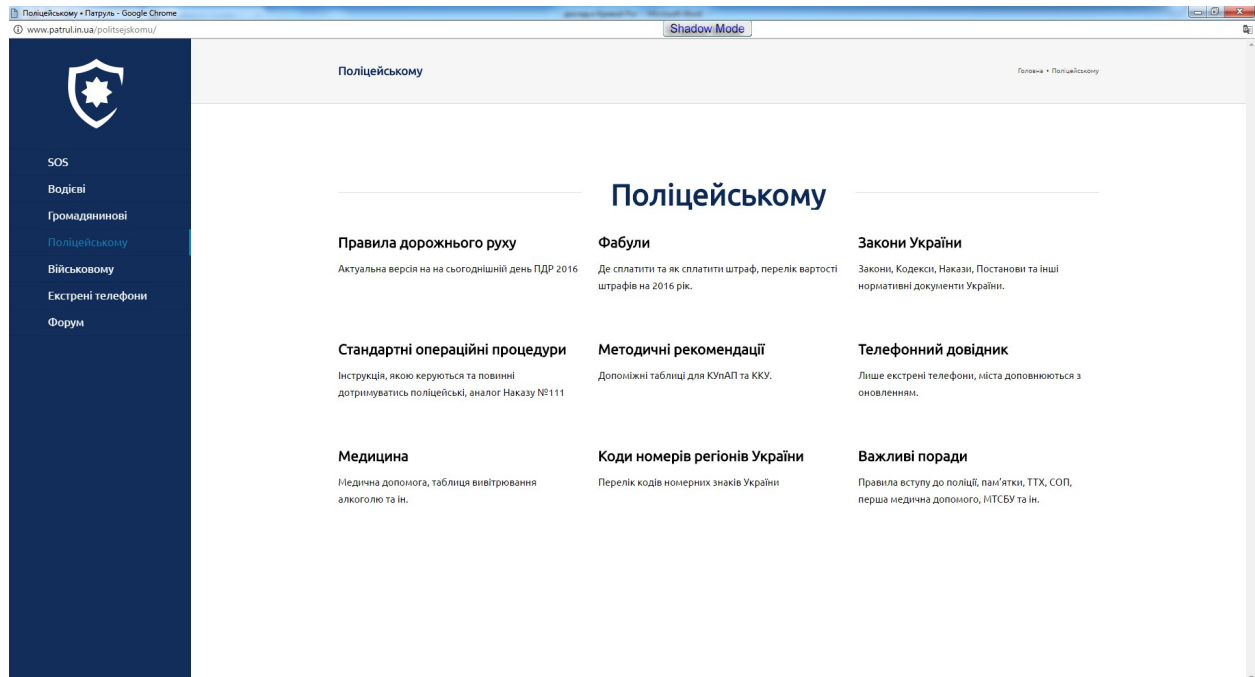 Поліцейському • Патруль - Google Chrome
www.patrul.in.ua/politsejskomu/
Shadow Mode
SOS
Водієві
Громадянинові
Поліцейському
Військовому
Екстрені телефони
Форум
Поліцейському
Головна • Поліцейському
Поліцейському
Правила дорожнього руху
Актуальна версія на на сьогоднішній день ПДР 2016
Фабули
Де сплатити та як сплатити штраф, перелік вартості
штрафів на 2016 рік.
Закони України
Закони, Кодекси, Накази, Постанови та інші
нормативні документи України.
Стандартні операційні процедури
Інструкція, якою керуються та повинні
дотримуватись поліцейські, аналог Наказу №111
Методичні рекомендації
Допоміжні таблиці для КУпАП та ККУ.
Телефонний довідник
Лише екстрені телефони, міста доповнюються з
оновленням.
Медицина
Медична допомога, таблиця вивітрювання
алкоголю та ін.
Коди номерів регіонів України
Перелік кодів номерних знаків України
Важливі поради
Правила вступу до поліції, пам’ятки, ТТХ, СОП,
перша медична допомого, МТСБУ та ін.